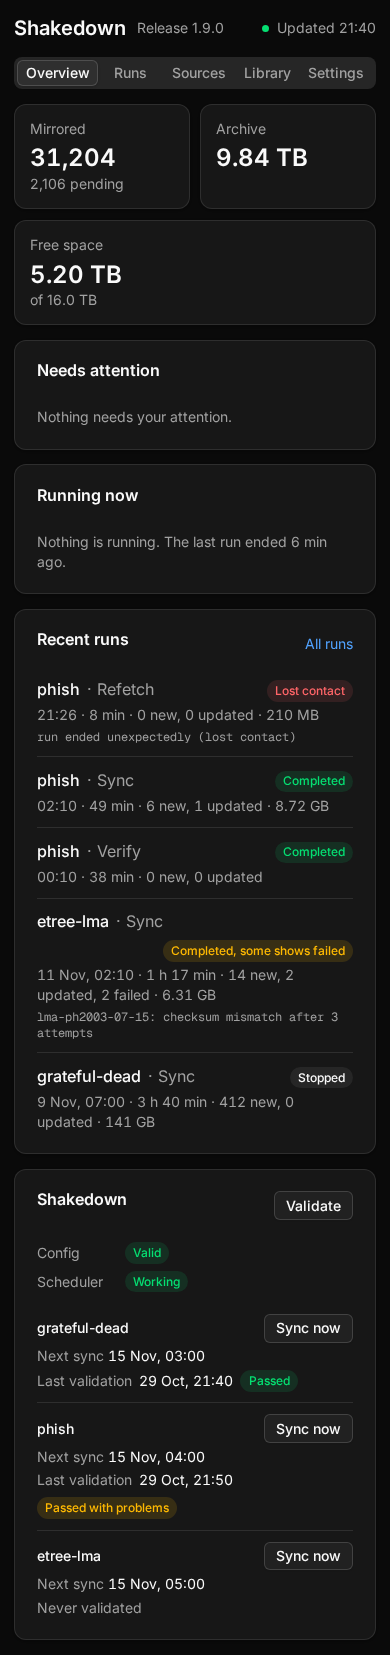 Shakedown Release 1.9.0 Updated 21:40
Overview Runs Sources Library Settings
Mirrored
31,204
2,106 pending
Archive
9.84 TB
Free space
5.20 TB
of 16.0 TB
Needs attention
Nothing needs your attention.
Running now
Nothing is running. The last run ended 6 min
ago.
Recent runs All runs
phish · Refetch Lost contact
21:26 · 8 min · 0 new, 0 updated · 210 MB
run ended unexpectedly (lost contact)
phish · Sync Completed
02:10 · 49 min · 6 new, 1 updated · 8.72 GB
phish · Verify Completed
00:10 · 38 min · 0 new, 0 updated
etree-lma · Sync
Completed, some shows failed
11 Nov, 02:10 · 1 h 17 min · 14 new, 2
updated, 2 failed · 6.31 GB
lma-ph2003-07-15: checksum mismatch after 3
attempts
grateful-dead · Sync Stopped
9 Nov, 07:00 · 3 h 40 min · 412 new, 0
updated · 141 GB
Shakedown Validate
Config Valid
Scheduler Working
grateful-dead Sync now
Next sync 15 Nov, 03:00
Last validation 29 Oct, 21:40 Passed
phish Sync now
Next sync 15 Nov, 04:00
Last validation 29 Oct, 21:50
Passed with problems
etree-lma Sync now
Next sync 15 Nov, 05:00
Never validated